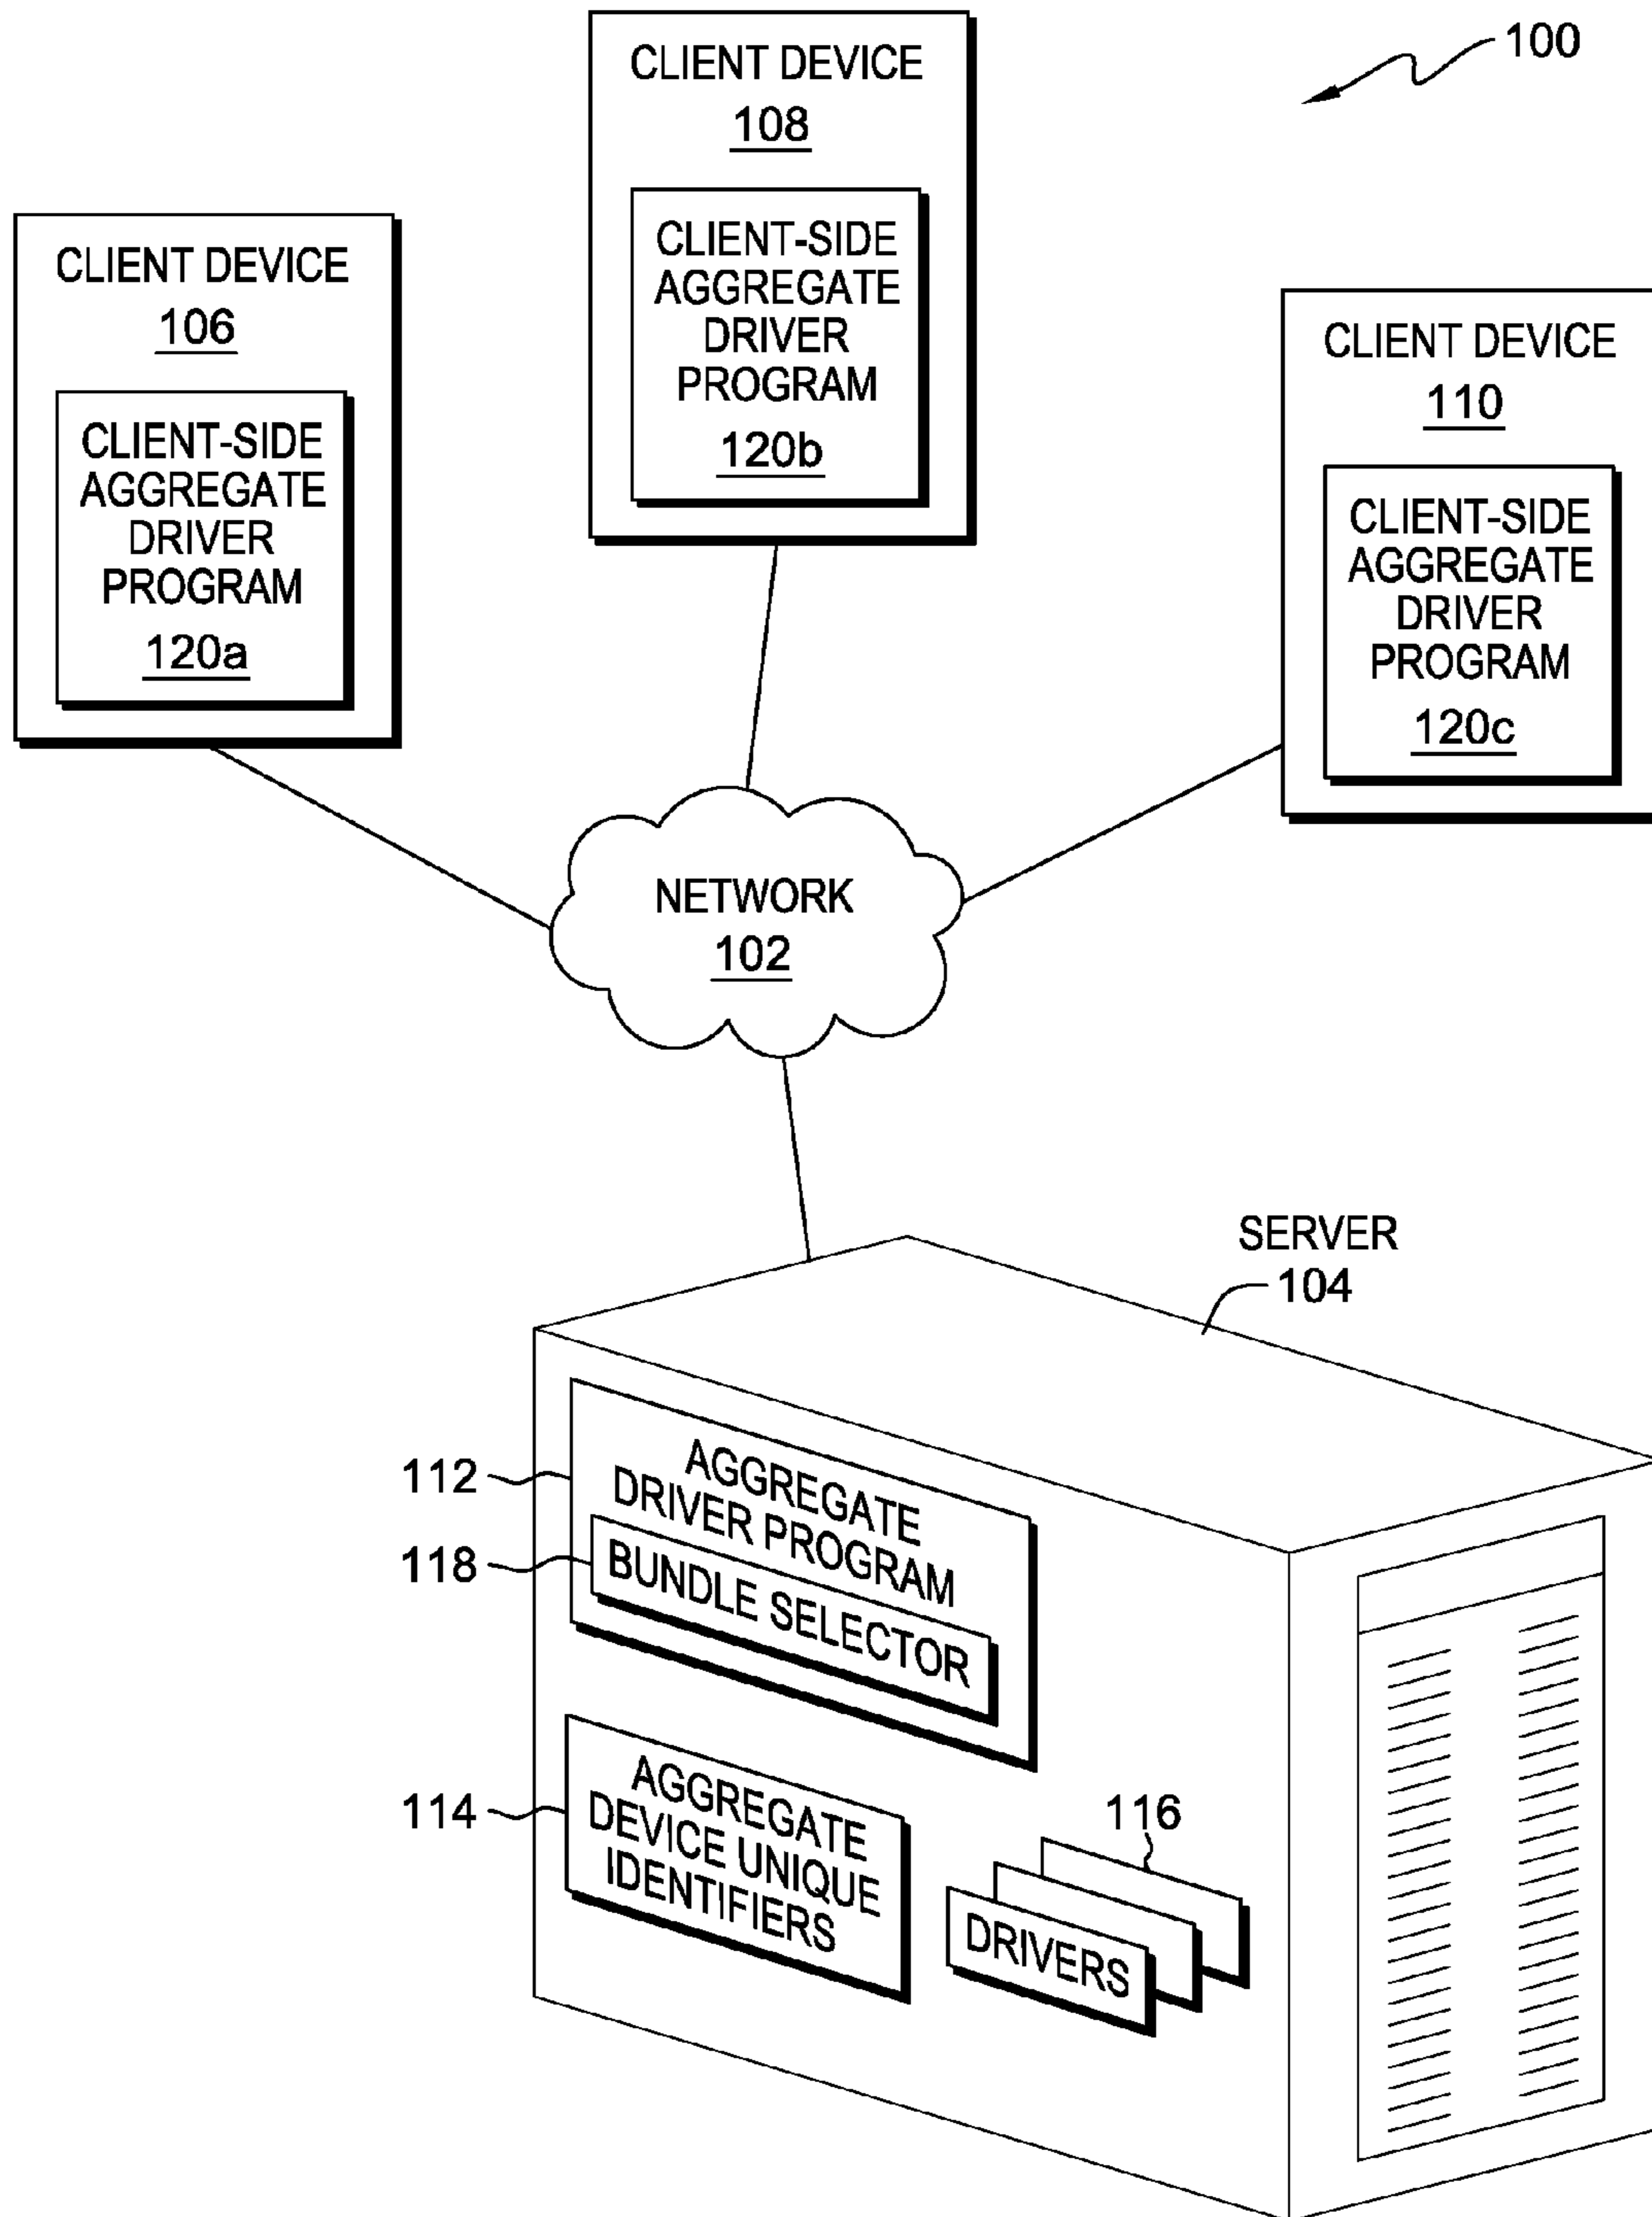 100
CLIENT DEVICE
108
CLIENT-SIDE
AGGREGATE
DRIVER
PROGRAM
120b
CLIENT DEVICE
106
CLIENT-SIDE
AGGREGATE
DRIVER
PROGRAM
120a
CLIENT DEVICE
110
CLIENT-SIDE
AGGREGATE
DRIVER
PROGRAM
120c
NETWORK
102
SERVER
104
112
AGGREGATE
DRIVER PROGRAM
118
BUNDLE SELECTOR
114
AGGREGATE
DEVICE UNIQUE
IDENTIFIERS
116
DRIVERS